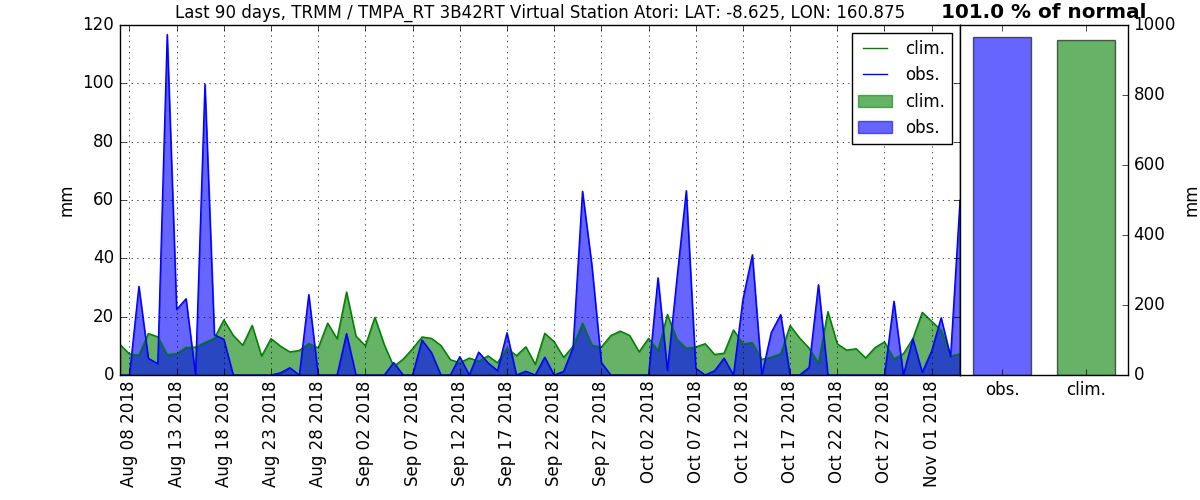 Last 90 days, TRMM / TMPA_RT 3B42RT Virtual Station Atori: LAT: -8.625, LON: 160.875
101.0 % of normal
120
100
80
60
40
20
0
mm
clim.
obs.
clim.
obs.
1000
800
600
400
200
0
mm
obs.
clim.
Aug 08 2018
Aug 13 2018
Aug 18 2018
Aug 23 2018
Aug 28 2018
Sep 02 2018
Sep 07 2018
Sep 12 2018
Sep 17 2018
Sep 22 2018
Sep 27 2018
Oct 02 2018
Oct 07 2018
Oct 12 2018
Oct 17 2018
Oct 22 2018
Oct 27 2018
Nov 01 2018